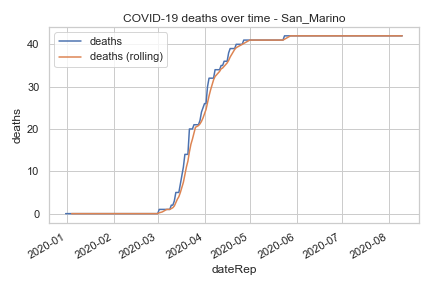 COVID-19 deaths over time - San_Marino
deaths
deaths (rolling)
40
30
20
10
0
deaths
2020-01
2020-02
2020-03
2020-04
2020-05
2020-06
2020-07
2020-08
dateRep